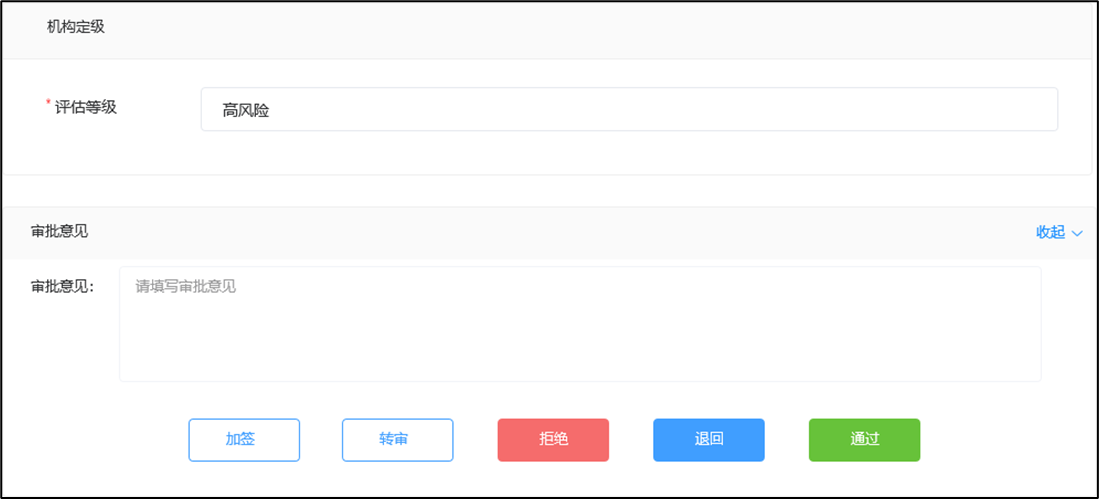 机构定级
* 评估等级
高风险
审批意见
收起
审批意见：
请填写审批意见
加签
转审
拒绝
退回
通过